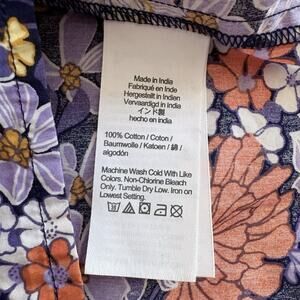 Made in India
Fabriqué en Inde
Hergestellt in Indien
Vervaardigd in India
インド製
hecho en india
100% Cotton / Coton /
Baumwolle / Katoen / 綿 /
algodón
Machine Wash Cold With Like
Colors. Non-Chlorine Bleach
Only. Tumble Dry Low. Iron on
Lowest Setting.